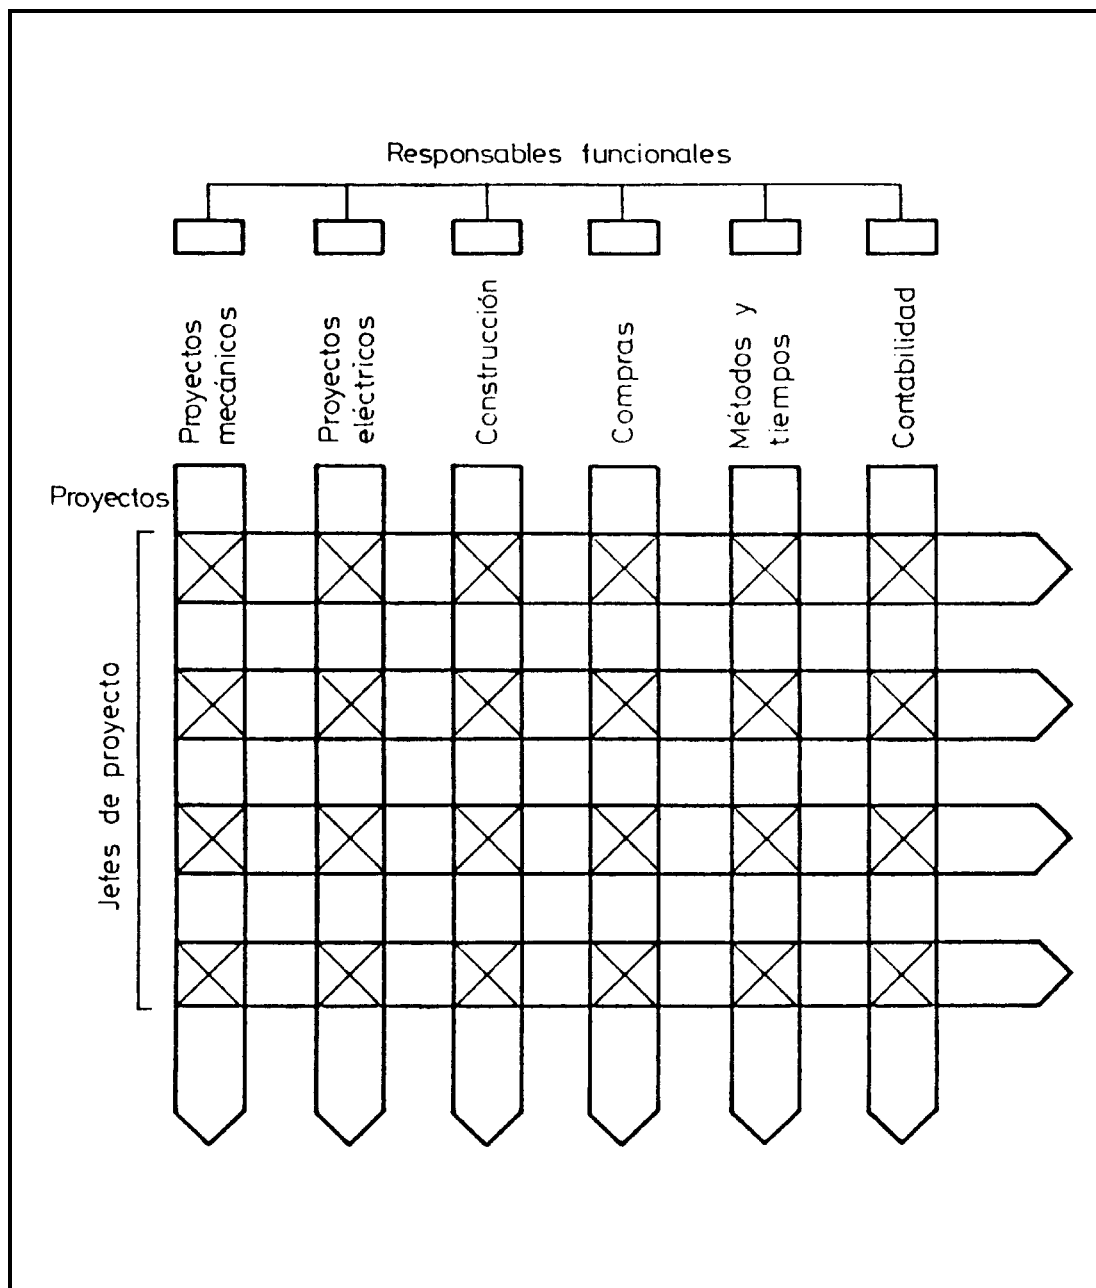 Responsables funcionales
Proyectos
mecánicos
Proyectos
eléctricos
Construcción
Compras
Métodos y
tiempos
Contabilidad
Proyectos
Jefes de proyecto